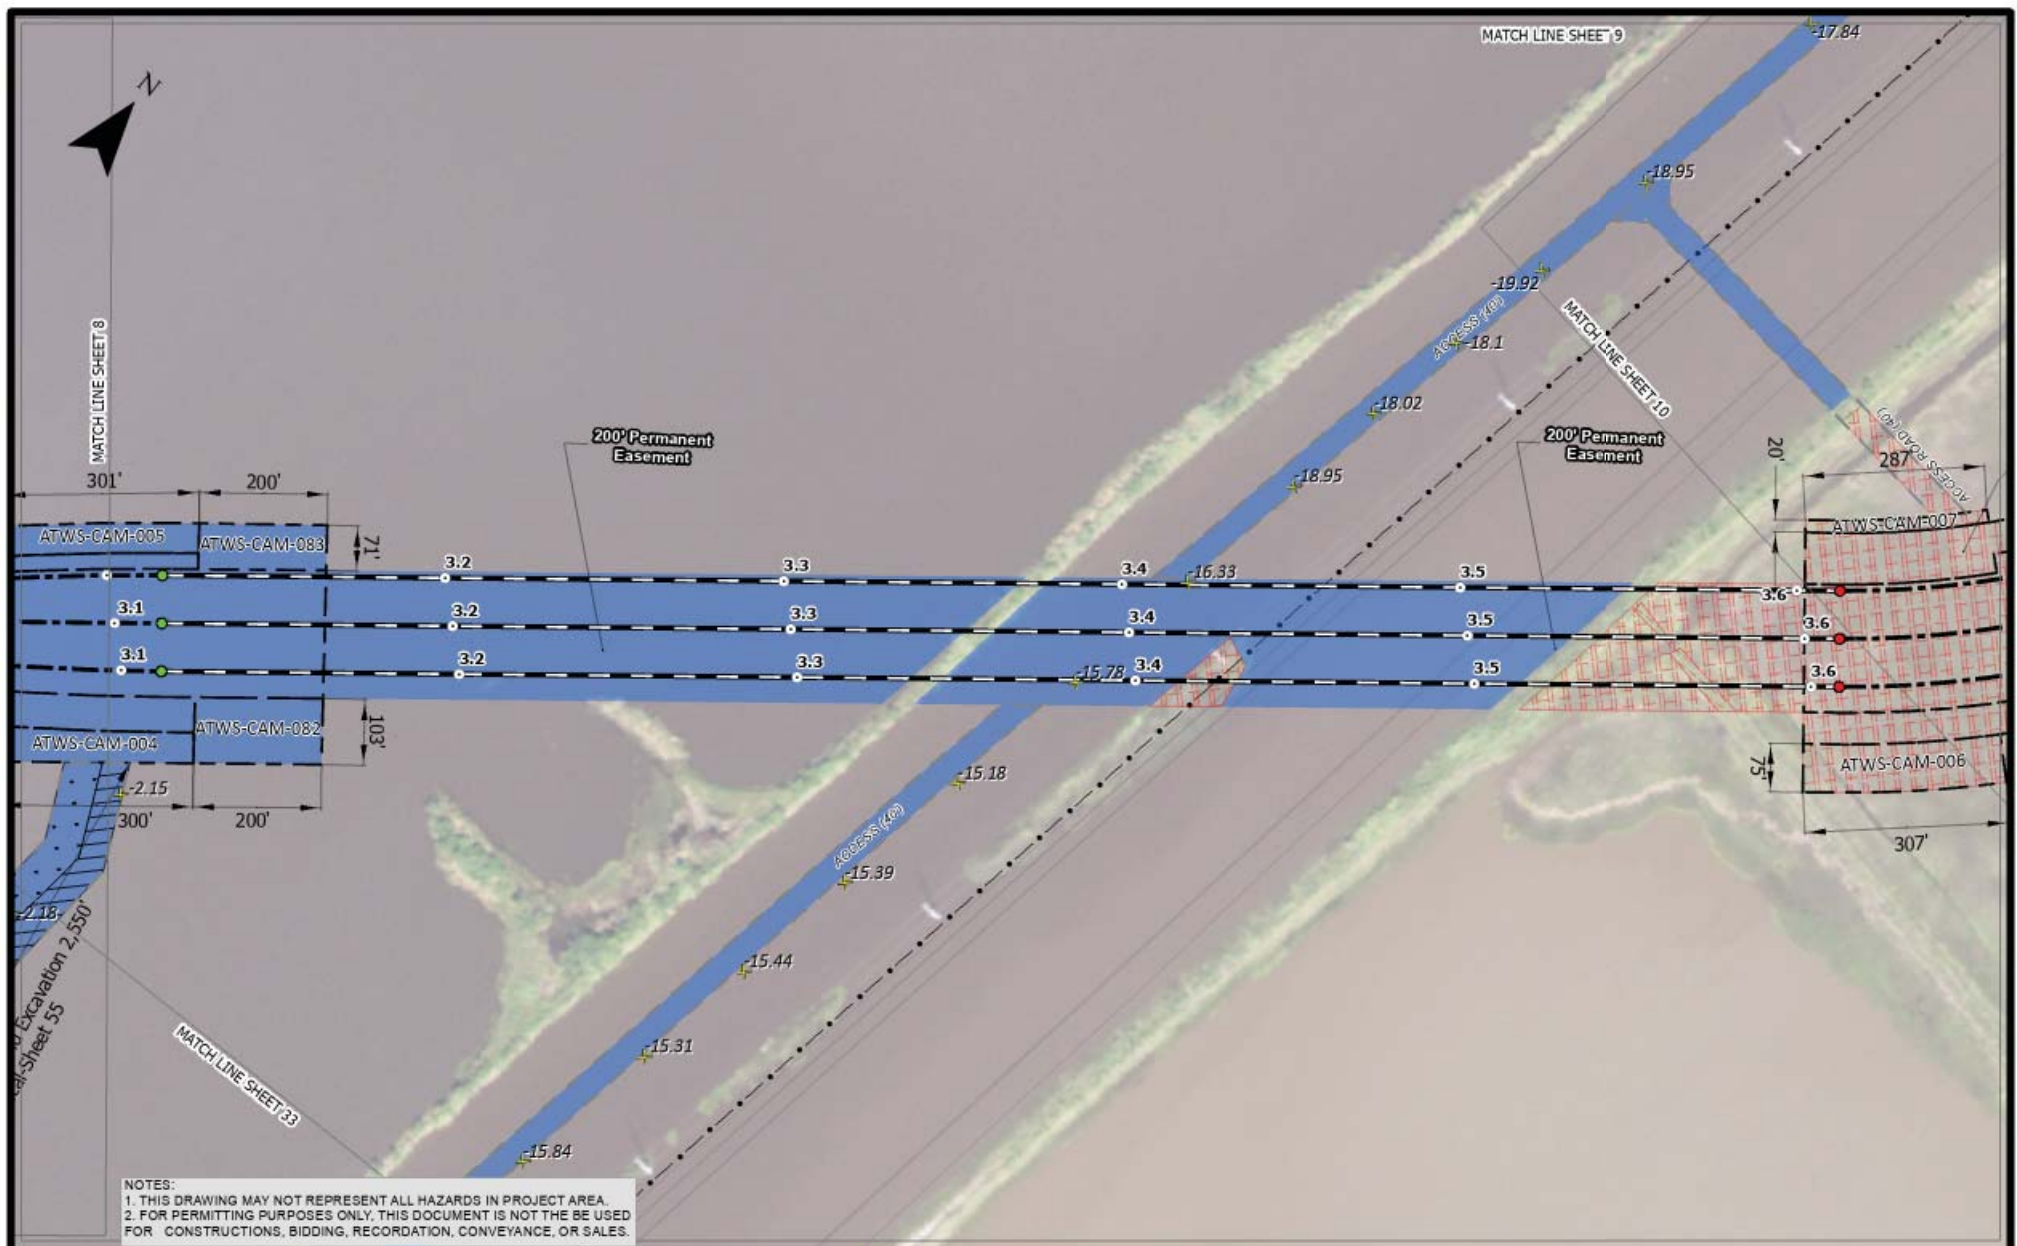 MATCH LINE SHEET 9
-17.84
N
-18.95
-19.92
ACCESS (40')
-18.1
MATCH LINE SHEET 10
MATCH LINE SHEET 8
-18.02
200' Permanent
Easement
200' Permanent
Easement
ACCESS ROAD (40')
20'
287'
301'
200'
-18.95
ATWS-CAM-005
ATWS-CAM-083
71'
ATWS-CAM-007
3.2
3.3
3.4
-16.33
3.5
3.6
3.1
3.2
3.3
3.4
3.5
3.6
3.1
3.2
3.3
-15.78
3.4
3.5
3.6
ATWS-CAM-004
ATWS-CAM-082
103'
75'
ATWS-CAM-006
-15.18
-2.15
300'
200'
307'
ACCESS (40')
-15.39
-2.18
Excavation 2,550'
-Sheet 55
-15.44
MATCH LINE SHEET 33
-15.31
-15.84
NOTES:
1. THIS DRAWING MAY NOT REPRESENT ALL HAZARDS IN PROJECT AREA.
2. FOR PERMITTING PURPOSES ONLY, THIS DOCUMENT IS NOT THE BE USED
FOR CONSTRUCTIONS, BIDDING, RECORDATION, CONVEYANCE, OR SALES.